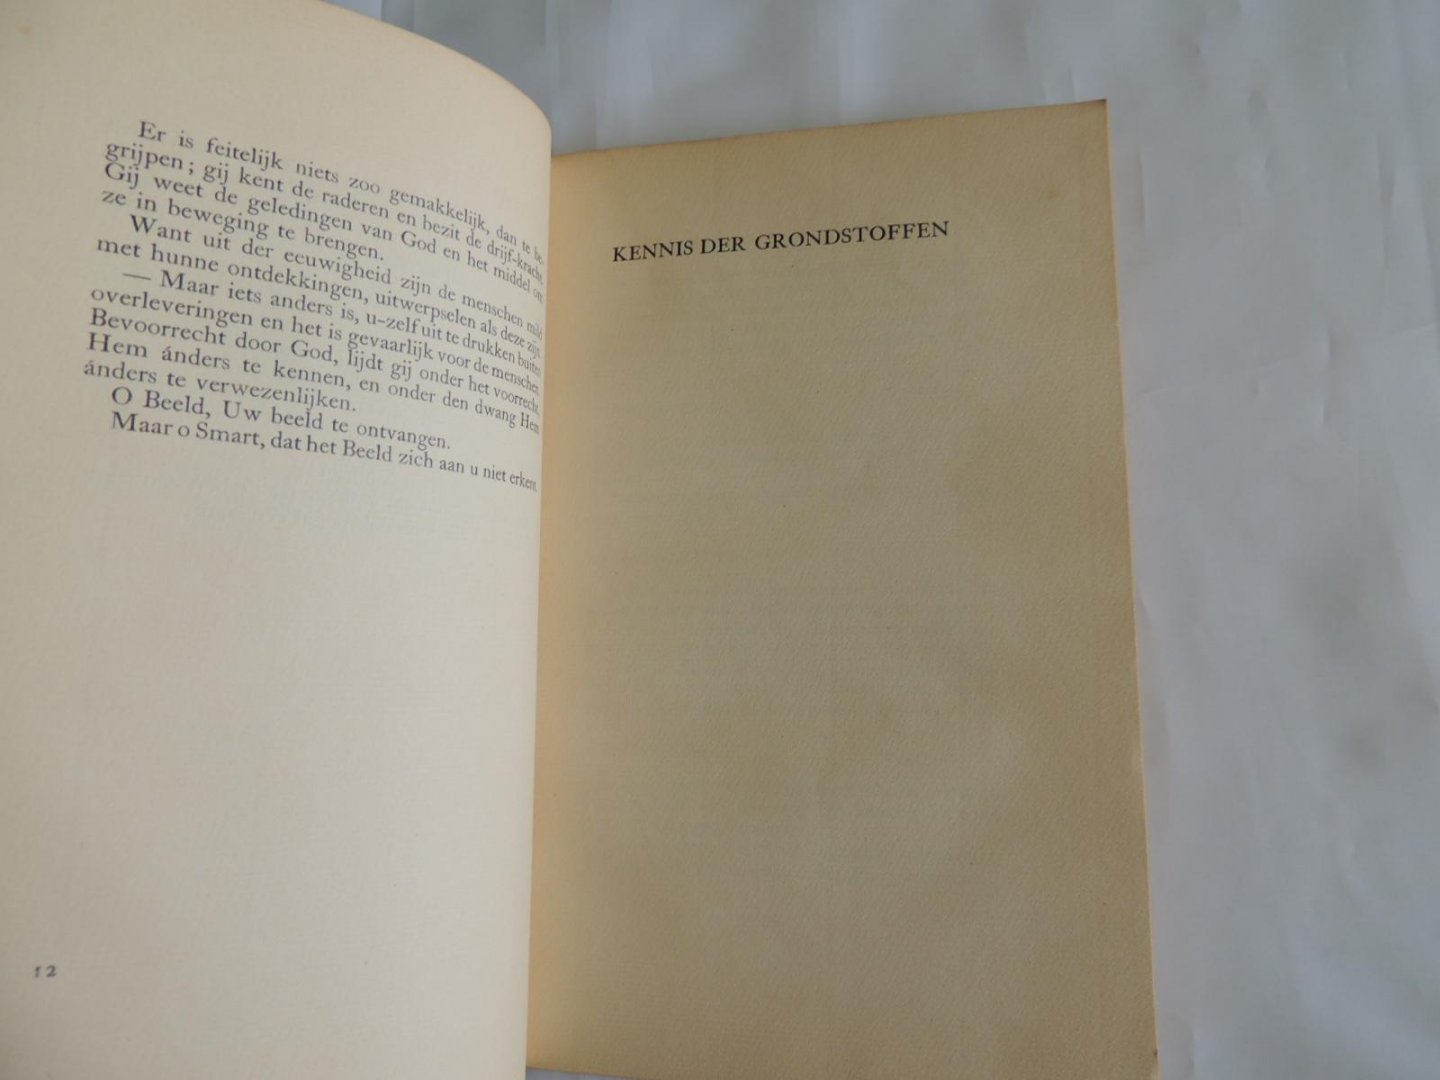 Er is feitelijk niets zoo gemakkelijk, dan te be-
grijpen; gij kent de raderen en bezit de drijf-kracht.
Gij weet de geledingen van God en het middel om
ze in beweging te brengen.
Want uit der eeuwigheid zijn de menschen mild
met hunne ontdekkingen, uitwerpselen als deze zijn.
— Maar iets anders is, u-zelf uit te drukken buiten
overleveringen en het is gevaarlijk voor de menschen.
Bevoorrecht door God, lijdt gij onder het voorrecht,
Hem ánders te kennen, en onder den dwang Hem
ánders te verwezenlijken.
O Beeld, Uw beeld te ontvangen.
Maar o Smart, dat het Beeld zich aan u niet erkent.
12
KENNIS DER GRONDSTOFFEN